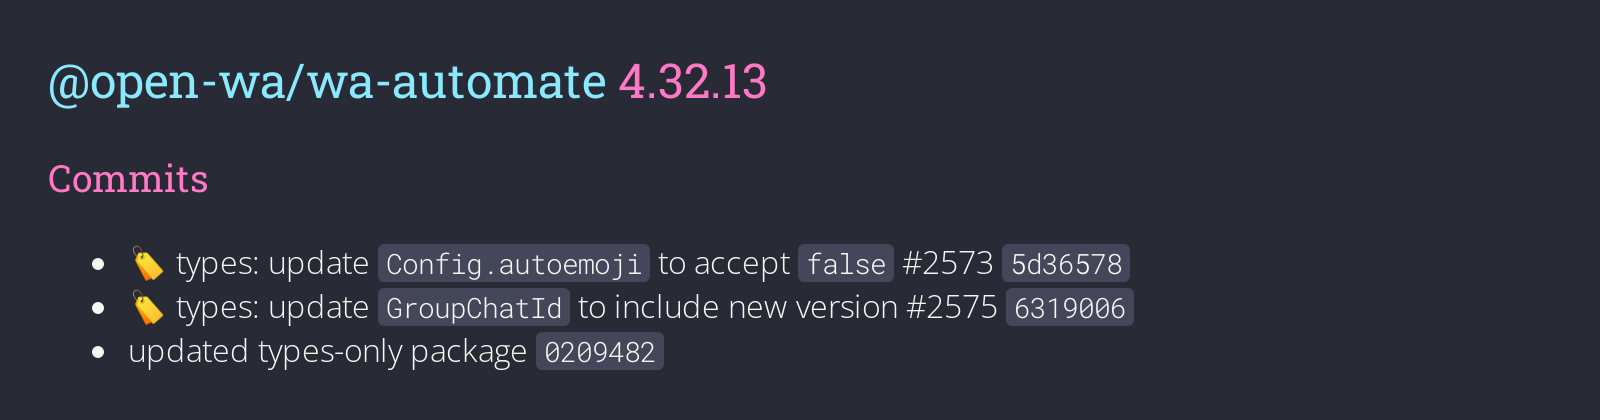 @open-wa/wa-automate 4.32.13
Commits
🏷️ types: update Config.autoemoji to accept false #2573 5d36578
🏷️ types: update GroupChatId to include new version #2575 6319006
updated types-only package 0209482